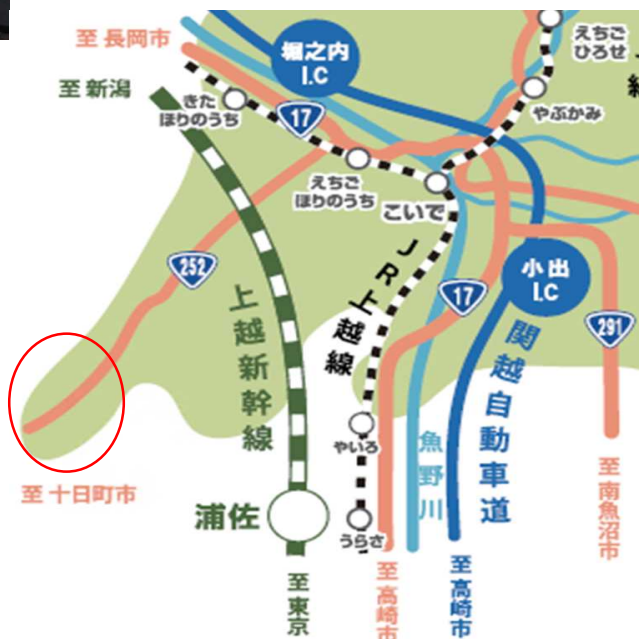 至 長岡市
堀之内
I.C
えちご
ひろせ
至 新潟
きた
ほりのうち
17
やぶかみ
えちご
ほりのうち
こいで
252
JR上越線
17
小出
I.C
291
上越新幹線
関越自動車道
やいろ
魚野川
至 十日町市
浦佐
うらさ
至 南魚沼市
至 東京
至 高崎市
至 高崎市